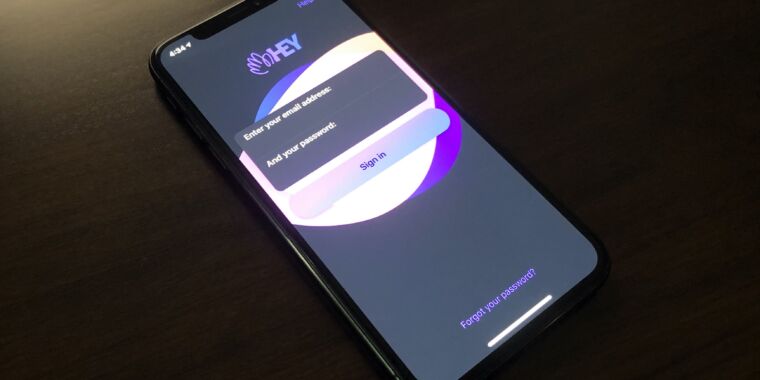 4:34
Help
HEY
Enter your email address:
And your password:
Sign in
Forgot your password?